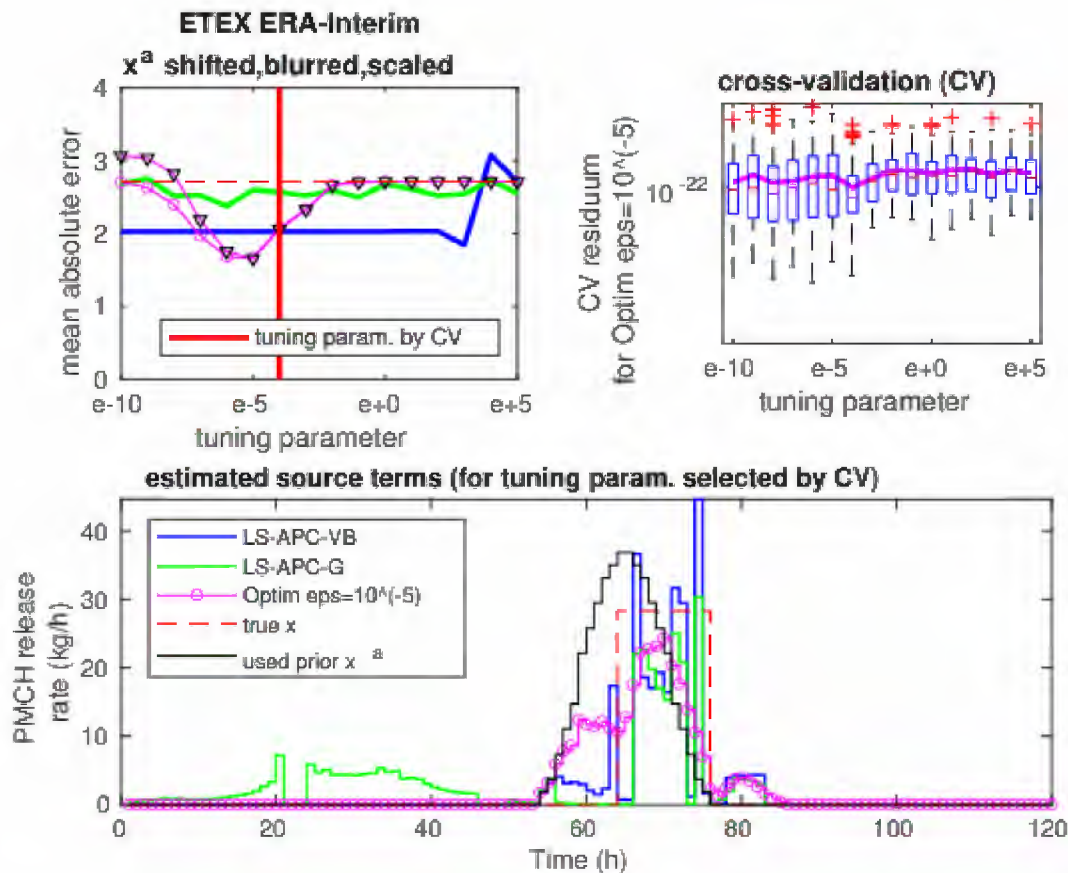 ETEX ERA-Interim
x^a shifted,blurred,scaled
4
3
2
1
0
mean absolute error
tuning param. by CV
e-10 e-5 e+0 e+5
tuning parameter
cross-validation (CV)
10^-22
CV residuum
for Optim eps=10^(-5)
e-10 e-5 e+0 e+5
tuning parameter
estimated source terms (for tuning param. selected by CV)
40
30
20
10
0
PMCH release
rate (kg/h)
LS-APC-VB
LS-APC-G
Optim eps=10^(-5)
true x
used prior x^a
0 20 40 60 80 100 120
Time (h)